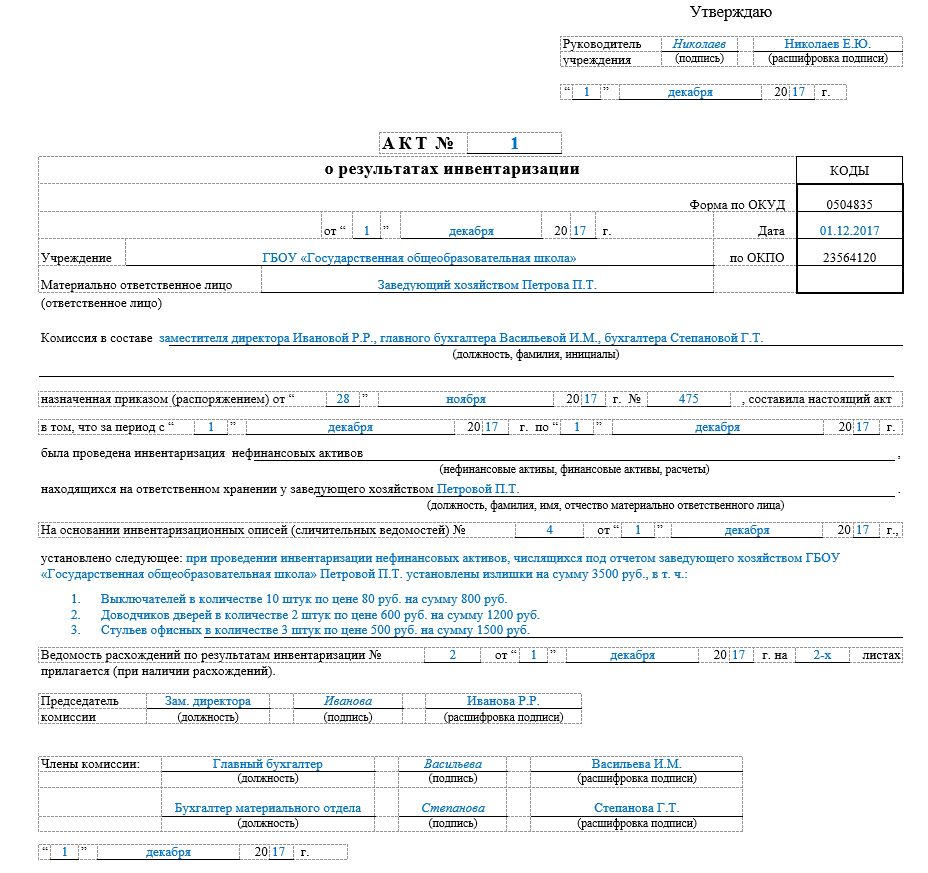 Утверждаю
Руководитель Николаев Николаев Е.Ю.
учреждения (подпись) (расшифровка подписи)
“ 1 ” декабря 20 17 г.
АКТ № 1
о результатах инвентаризации КОДЫ
Форма по ОКУД 0504835
от “ 1 ” декабря 20 17 г. Дата 01.12.2017
Учреждение ГБОУ «Государственная общеобразовательная школа» по ОКПО 23564120
Материально ответственное лицо Заведующий хозяйством Петрова П.Т.
(ответственное лицо)
Комиссия в составе заместителя директора Ивановой Р.Р., главного бухгалтера Васильевой И.М., бухгалтера Степановой Г.Т.
(должность, фамилия, инициалы)
назначенная приказом (распоряжением) от “ 28 ” ноября 20 17 г. № 475 , составила настоящий акт
в том, что за период с “ 1 ” декабря 20 17 г. по “ 1 ” декабря 20 17 г.
была проведена инвентаризация нефинансовых активов ,
(нефинансовые активы, финансовые активы, расчеты)
находящихся на ответственном хранении у заведующего хозяйством Петровой П.Т. .
(должность, фамилия, имя, отчество материально ответственного лица)
На основании инвентаризационных описей (сличительных ведомостей) № 4 от “ 1 ” декабря 20 17 г.,
установлено следующее: при проведении инвентаризации нефинансовых активов, числящихся под отчетом заведующего хозяйством ГБОУ
«Государственная общеобразовательная школа» Петровой П.Т. установлены излишки на сумму 3500 руб., в т. ч.:
1. Выключателей в количестве 10 штук по цене 80 руб. на сумму 800 руб.
2. Доводчиков дверей в количестве 2 штук по цене 600 руб. на сумму 1200 руб.
3. Стульев офисных в количестве 3 штук по цене 500 руб. на сумму 1500 руб.
Ведомость расхождений по результатам инвентаризации № 2 от “ 1 ” декабря 20 17 г. на 2-х листах
прилагается (при наличии расхождений).
Председатель Зам. директора Иванова Иванова Р.Р.
комиссии (должность) (подпись) (расшифровка подписи)
Члены комиссии: Главный бухгалтер Васильева Васильева И.М.
(должность) (подпись) (расшифровка подписи)
Бухгалтер материального отдела Степанова Степанова Г.Т.
(должность) (подпись) (расшифровка подписи)
“ 1 ” декабря 20 17 г.